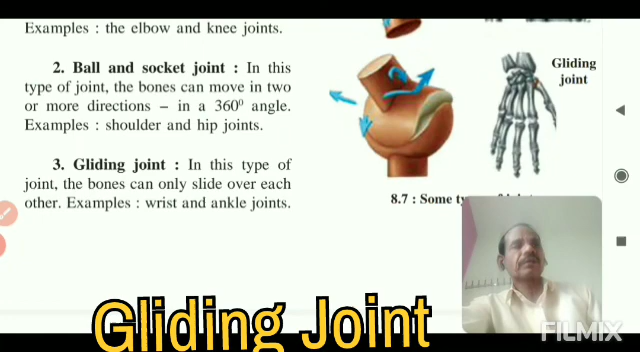 Examples : the elbow and knee joints.
2. Ball and socket joint : In this
type of joint, the bones can move in two
or more directions – in a 360⁰ angle.
Examples : shoulder and hip joints.
3. Gliding joint : In this type of
joint, the bones can only slide over each
other. Examples : wrist and ankle joints.
Gliding
joint
8.7 : Some
Gliding Joint
FILMIX